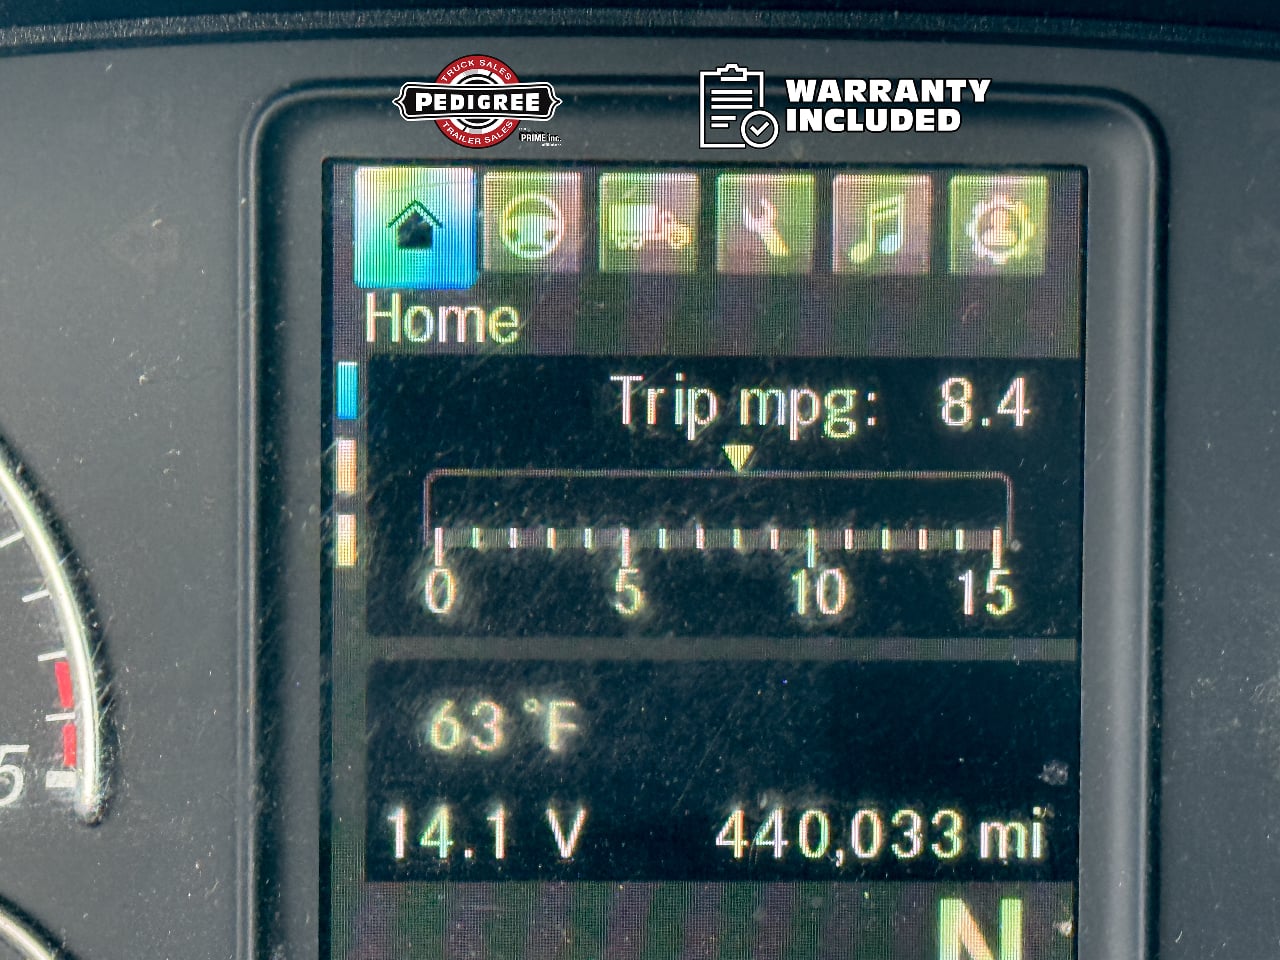 TRUCK SALES
PEDIGREE
TRAILER SALES
PRIME inc.
WARRANTY
INCLUDED
Home
Trip mpg: 8.4
0 5 10 15
63 °F
14.1 V 440,033 mi
N
5